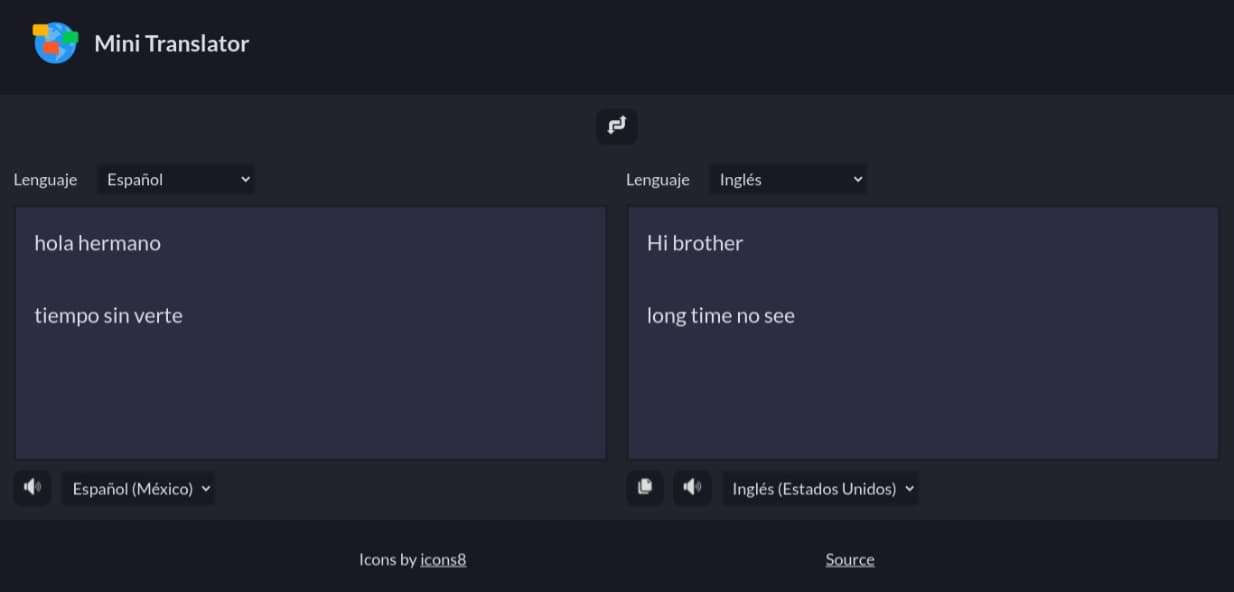 Mini Translator
Lenguaje Español
Lenguaje Inglés
hola hermano
tiempo sin verte
Hi brother
long time no see
Español (México)
Inglés (Estados Unidos)
Icons by icons8
Source